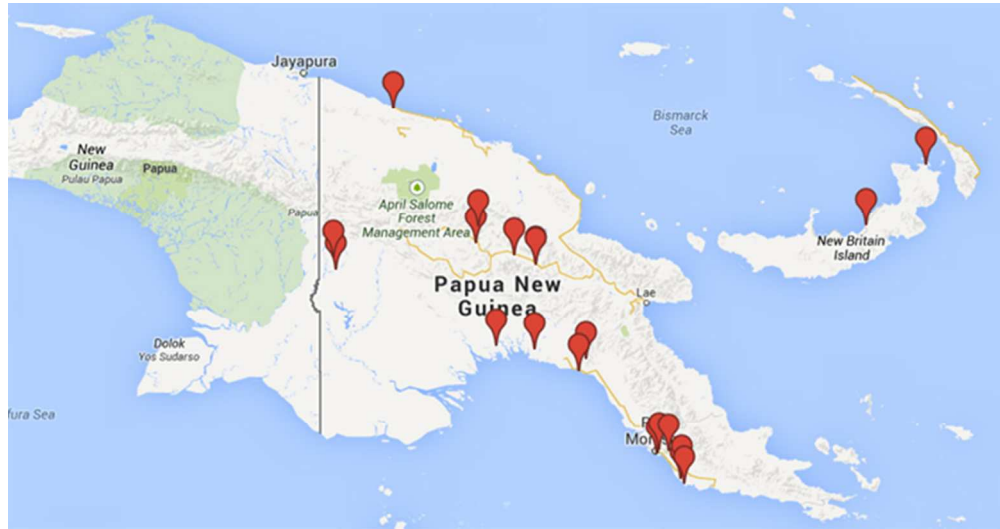 Jayapura
Bismarck
Sea
New
Guinea
Pulau Papua
Papua
April Salome
Forest
Management Area
Papua
New Britain
Island
Papua New
Guinea
Lae
Dolok
Yos Sudarso
fura Sea
P
Mor